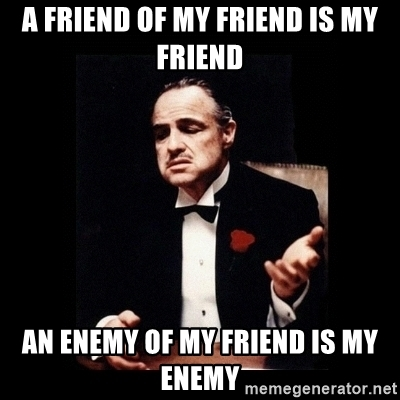 A FRIEND OF MY FRIEND IS MY
FRIEND
AN ENEMY OF MY FRIEND IS MY
ENEMY
memegenerator.net